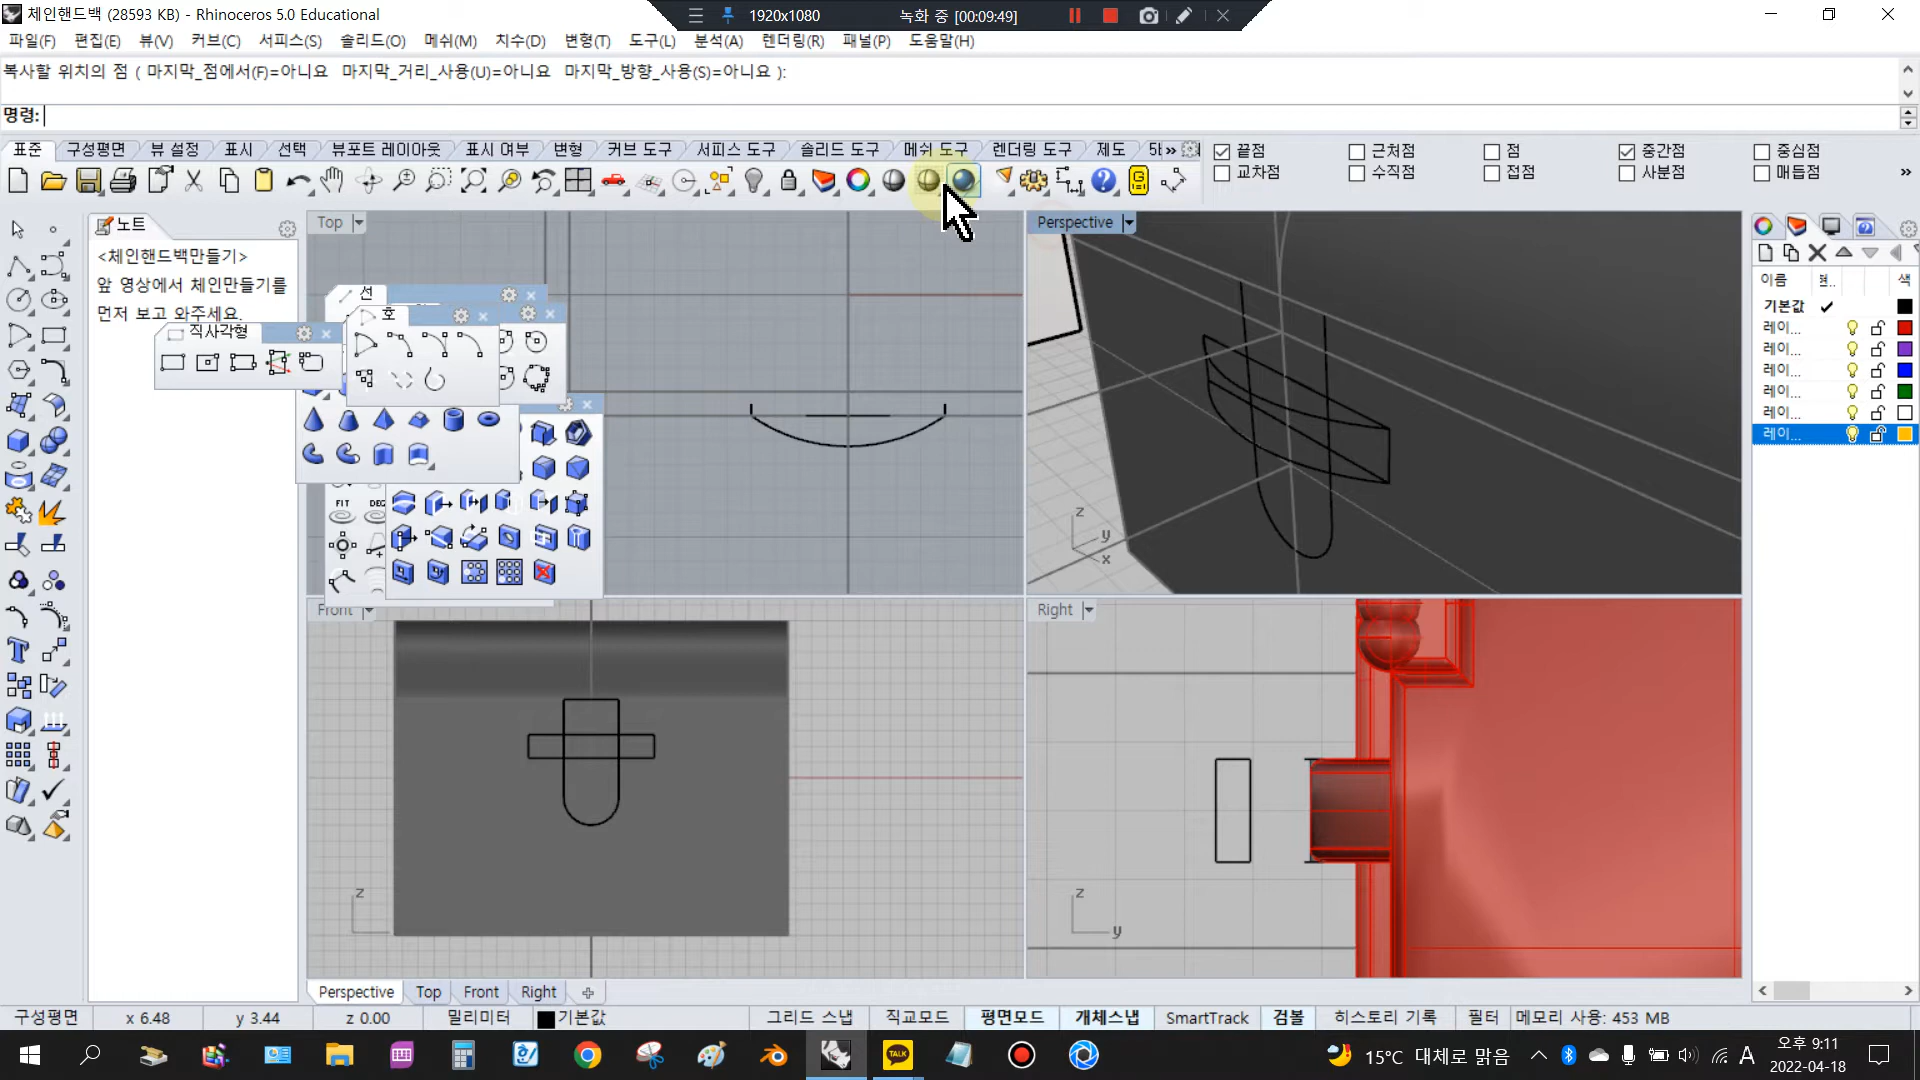 체인핸드백 (28593 KB) - Rhinoceros 5.0 Educational
1920x1080 녹화 중 [00:09:49]
파일(F) 편집(E) 뷰(V) 커브(C) 서피스(S) 솔리드(O) 메쉬(M) 치수(D) 변형(T) 도구(L) 분석(A) 렌더링(R) 패널(P) 도움말(H)
복사할 위치의 점 ( 마지막_점에서(F)=아니요 마지막_거리_사용(U)=아니요 마지막_방향_사용(S)=아니요 ):
명령:
표준 구성평면 뷰 설정 표시 선택 뷰포트 레이아웃 표시 여부 변형 커브 도구 서피스 도구 솔리드 도구 메쉬 도구 렌더링 도구 제도 »
끝점 근처점 점 중간점 중심점
교차점 수직점 접점 사분점 매듭점 »
노트
<체인핸드백만들기>
앞 영상에서 체인만들기를
먼저 보고 와주세요.
직사각형
선
호
FIT
Top
Perspective
Front
Right
z
y
x
z
z
y
이름 색
기본값
레이...
레이...
레이...
레이...
레이...
레이...
Perspective Top Front Right
구성평면 x 6.48 y 3.44 z 0.00 밀리미터 기본값 그리드 스냅 직교모드 평면모드 개체스냅 SmartTrack 검볼 히스토리 기록 필터 메모리 사용: 453 MB
TALK
15°C 대체로 맑음 A 오후 9:11
2022-04-18